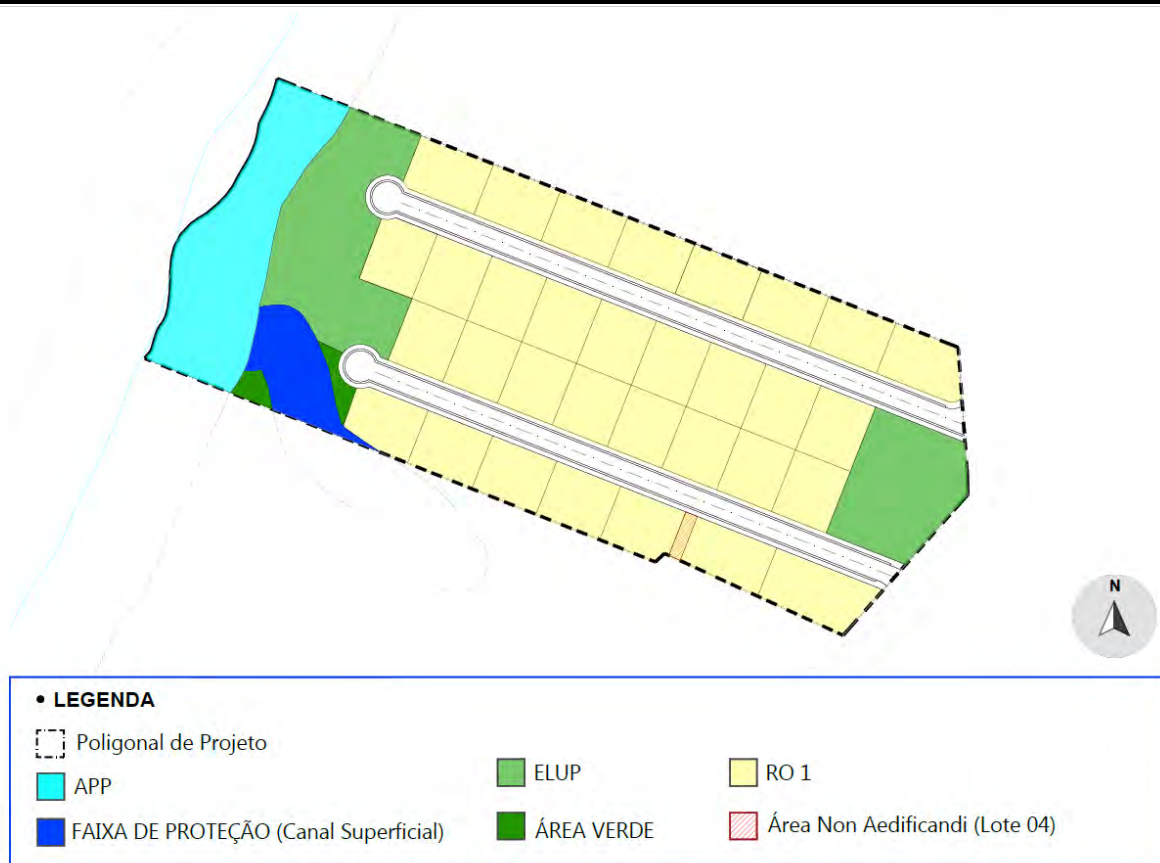 N
• LEGENDA
Poligonal de Projeto
APP
ELUP
RO 1
FAIXA DE PROTEÇÃO (Canal Superficial)
ÁREA VERDE
Área Non Aedificandi (Lote 04)